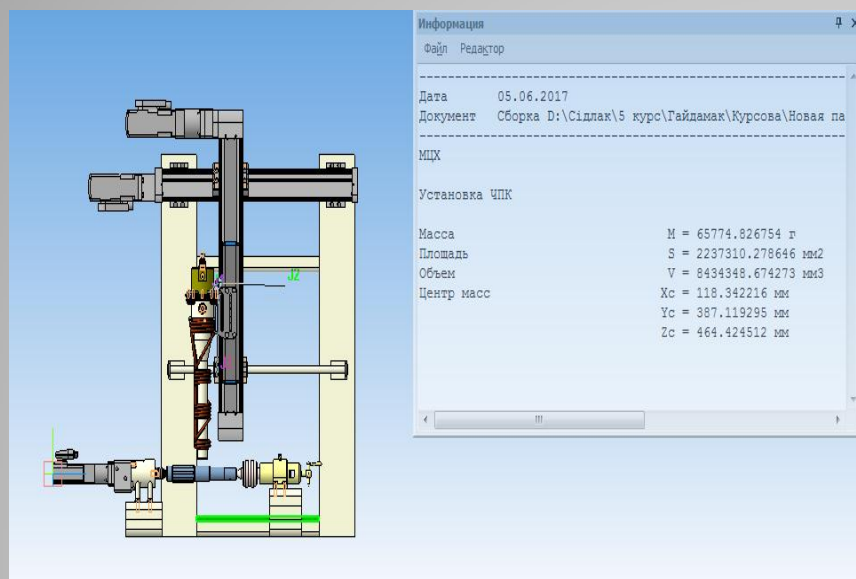 Информация
Файл Редактор
Дата 05.06.2017
Документ Сборка D:\Сідлак\5 курс\Гайдамак\Курсова\Новая па
МЦХ
Установка ЧПК
Масса M = 65774.826754 г
Площадь S = 2237310.278646 мм2
Объем V = 8434348.674273 мм3
Центр масс Xc = 118.342216 мм
Yc = 387.119295 мм
Zc = 464.424512 мм
J2